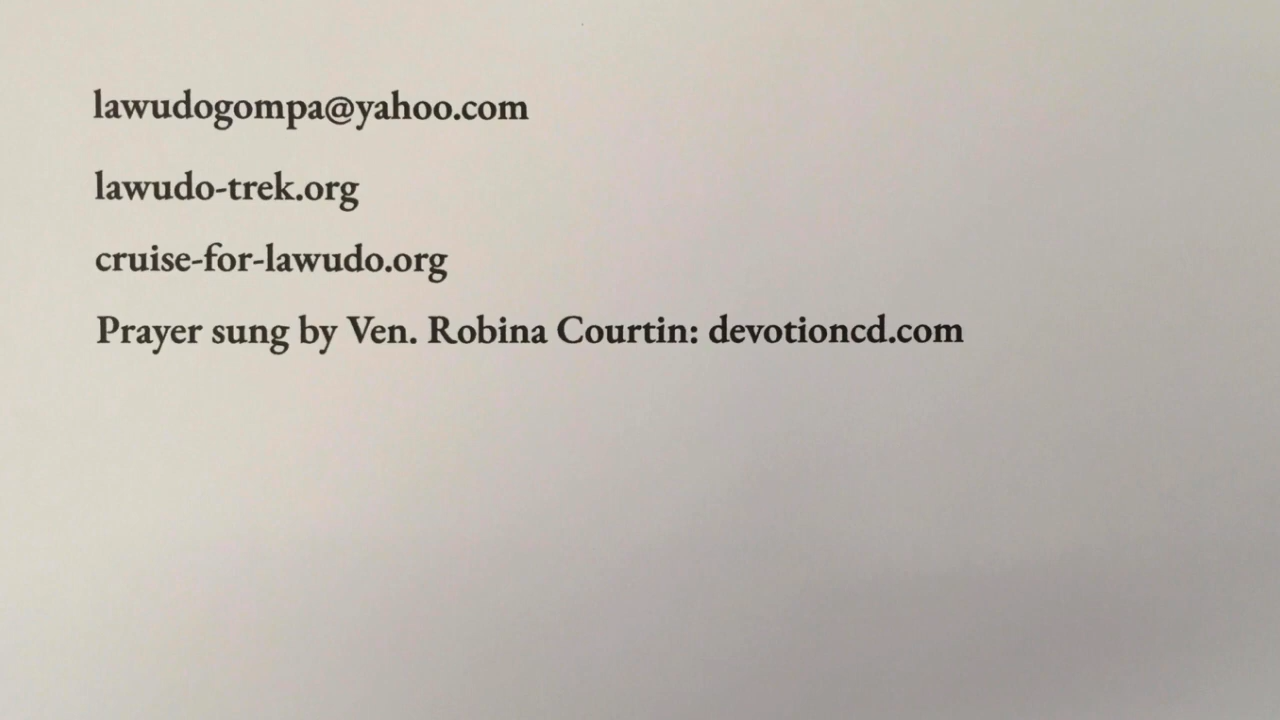 lawudogompa@yahoo.com
lawudo-trek.org
cruise-for-lawudo.org
Prayer sung by Ven. Robina Courtin: devotioncd.com